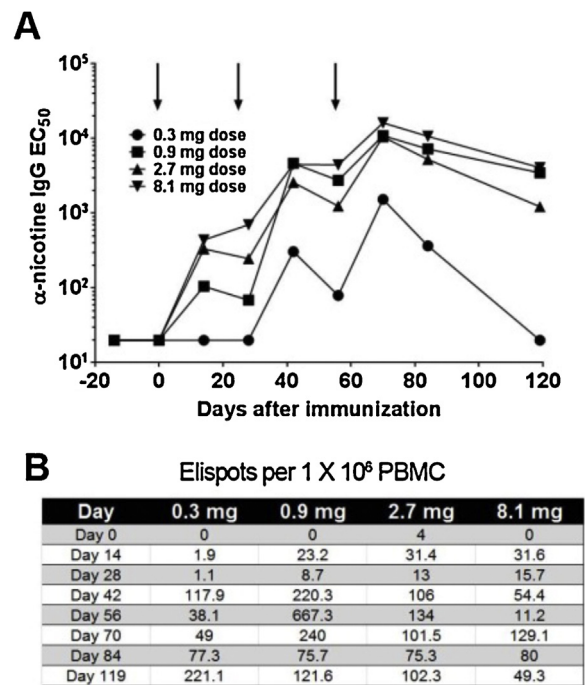 A
α-nicotine IgG EC50
10⁵
10⁴
10³
10²
10¹
0.3 mg dose
0.9 mg dose
2.7 mg dose
8.1 mg dose
-20 0 20 40 60 80 100 120
Days after immunization
B
Elispots per 1 X 10⁶ PBMC
Day 0.3 mg 0.9 mg 2.7 mg 8.1 mg
Day 0 0 0 4 0
Day 14 1.9 23.2 31.4 31.6
Day 28 1.1 8.7 13 15.7
Day 42 117.9 220.3 106 54.4
Day 56 38.1 667.3 134 11.2
Day 70 49 240 101.5 129.1
Day 84 77.3 75.7 75.3 80
Day 119 221.1 121.6 102.3 49.3